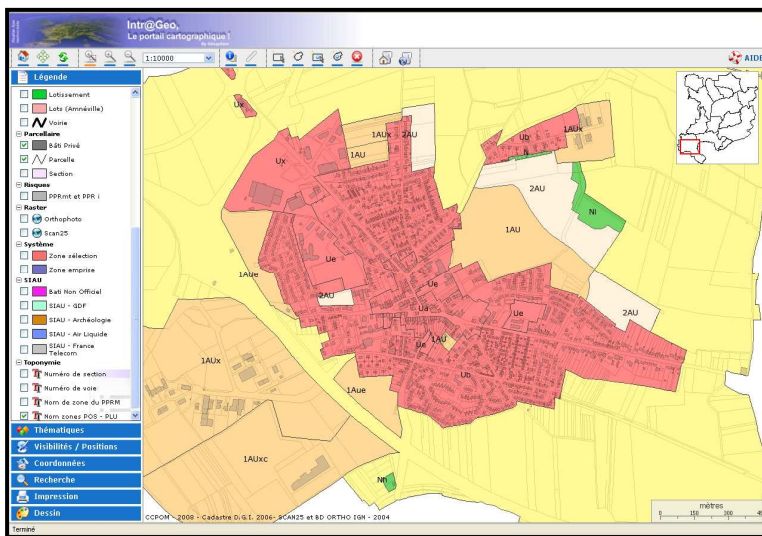 Intr@Geo,
Le portail cartographique !
1:10000
AIDE
Légende
Lotissement
Lots (Amnéville)
Voirie
Parcellaire
Bâti Privé
Parcelle
Section
Risques
PPRmt et PPR i
Raster
Orthophoto
Scan25
Système
Zone sélection
Zone emprise
SIAU
Bati Non Officiel
SIAU - GDF
SIAU - Archéologie
SIAU - Air Liquide
SIAU - France
Telecom
Toponymie
Numéro de section
Numéro de voie
Nom de zone du PPRM
Nom zones POS - PLU
Thématiques
Visibilités / Positions
Coordonnées
Recherche
Impression
Dessin
Ux
1AUx
2AU
1AU
Ub
1AUx
Ux
2AU
Nl
1AU
1AUe
Ue
Ue
2AU
2AU
Ua
Ue
1AU
Ue
1AUx
1AUe
Ub
1AUxc
Nh
CCPOM - 2008 - Cadastre D.G.I. 2006- SCAN25 et BD ORTHO IGN - 2004
mètres
0 150 300
Terminé